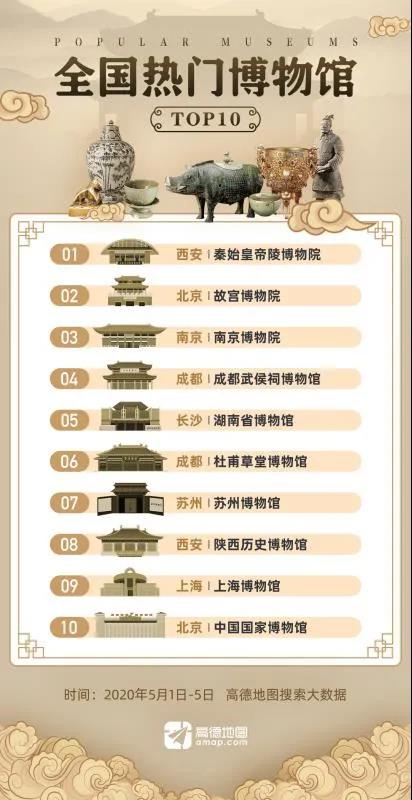 POPULAR MUSEUMS
全国热门博物馆
TOP10
01 西安 | 秦始皇帝陵博物院
02 北京 | 故宫博物院
03 南京 | 南京博物院
04 成都 | 成都武侯祠博物馆
05 长沙 | 湖南省博物馆
06 成都 | 杜甫草堂博物馆
07 苏州 | 苏州博物馆
08 西安 | 陕西历史博物馆
09 上海 | 上海博物馆
10 北京 | 中国国家博物馆
时间：2020年5月1日-5日 高德地图搜索大数据
高德地图
amap.com